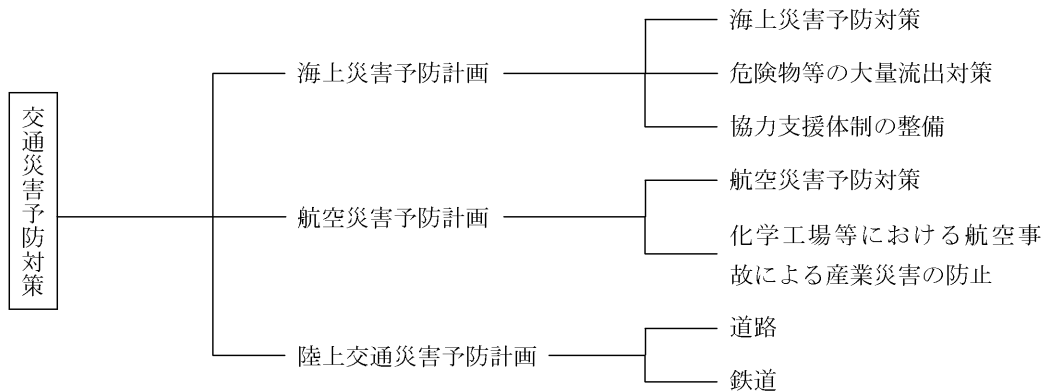 交通災害予防対策
海上災害予防計画
海上災害予防対策
危険物等の大量流出対策
協力支援体制の整備
航空災害予防計画
航空災害予防対策
化学工場等における航空事
故による産業災害の防止
陸上交通災害予防計画
道路
鉄道